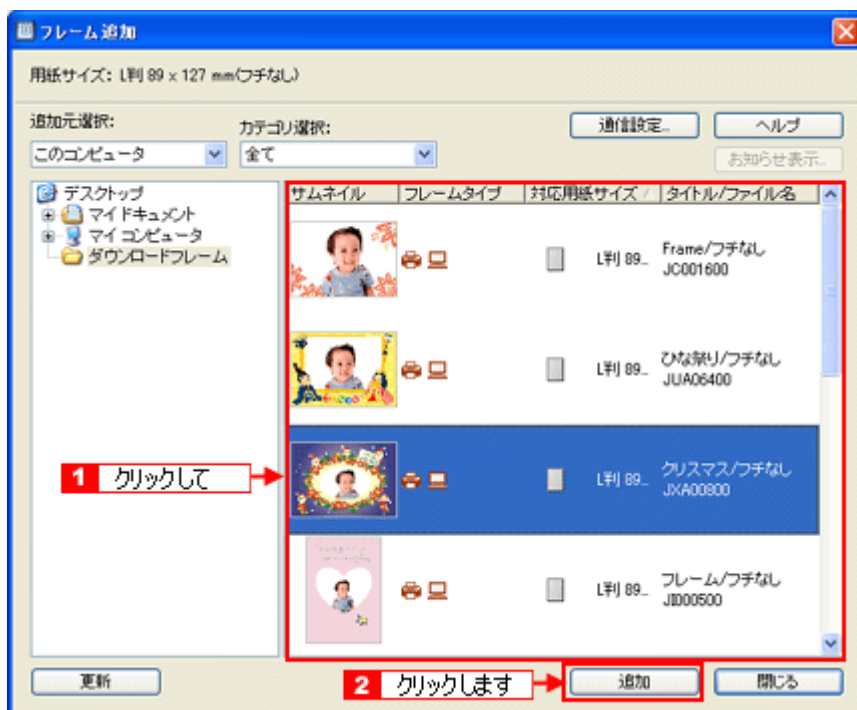 フレーム追加
用紙サイズ: L判 89 x 127 mm(フチなし)
追加元選択:
カテゴリ選択:
通信設定...
ヘルプ
このコンピュータ
全て
お知らせ表示...
デスクトップ
マイドキュメント
マイコンピュータ
ダウンロードフレーム
サムネイル
フレームタイプ
対応用紙サイズ
タイトル/ファイル名
L判 89...
Frame/フチなし
JC001600
L判 89...
ひな祭り/フチなし
JUA06400
1 クリックして
L判 89...
クリスマス/フチなし
JXA00800
L判 89...
フレーム/フチなし
JID00500
更新
2 クリックします
追加
閉じる